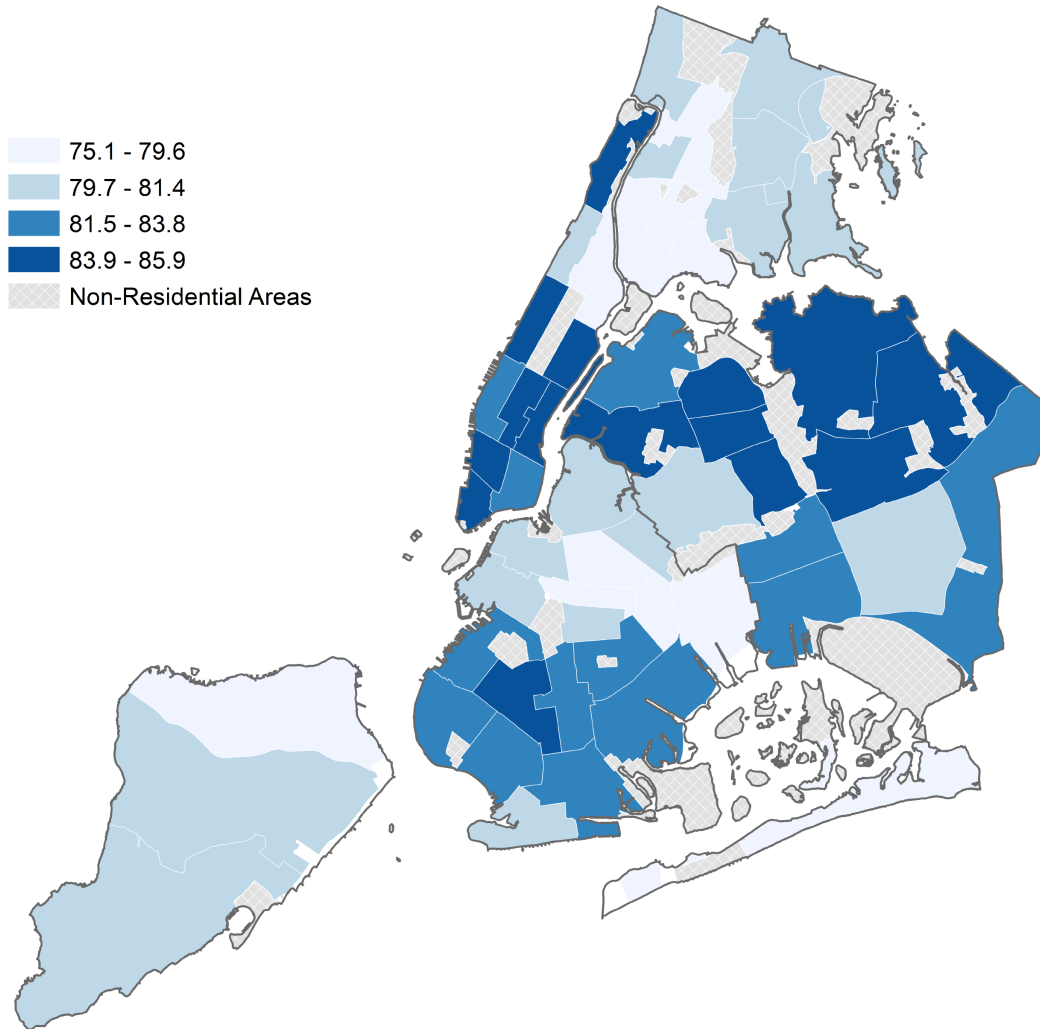 75.1 - 79.6
79.7 - 81.4
81.5 - 83.8
83.9 - 85.9
Non-Residential Areas